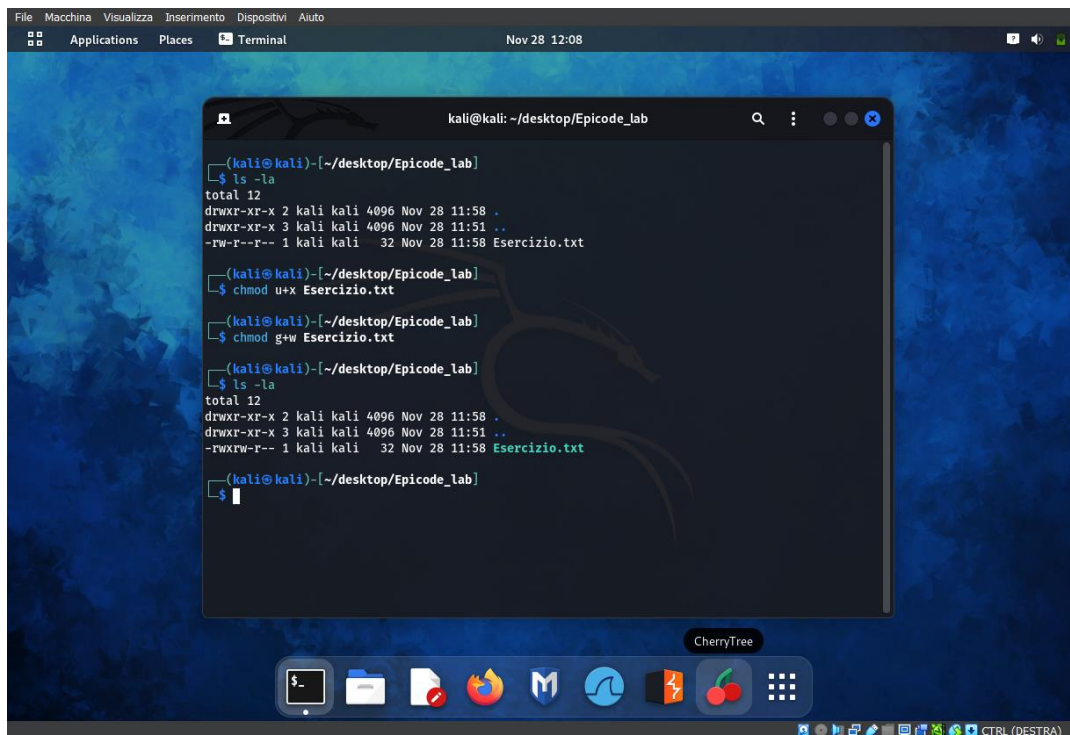 File Macchina Visualizza Inserimento Dispositivi Aiuto
Applications Places $_ Terminal Nov 28 12:08 ?
kali@kali: ~/desktop/Epicode_lab
┌──(kali㉿kali)-[~/desktop/Epicode_lab]
└─$ ls -la
total 12
drwxr-xr-x 2 kali kali 4096 Nov 28 11:58 .
drwxr-xr-x 3 kali kali 4096 Nov 28 11:51 ..
-rw-r--r-- 1 kali kali   32 Nov 28 11:58 Esercizio.txt
┌──(kali㉿kali)-[~/desktop/Epicode_lab]
└─$ chmod u+x Esercizio.txt
┌──(kali㉿kali)-[~/desktop/Epicode_lab]
└─$ chmod g+w Esercizio.txt
┌──(kali㉿kali)-[~/desktop/Epicode_lab]
└─$ ls -la
total 12
drwxr-xr-x 2 kali kali 4096 Nov 28 11:58 .
drwxr-xr-x 3 kali kali 4096 Nov 28 11:51 ..
-rwxrw-r-- 1 kali kali   32 Nov 28 11:58 Esercizio.txt
┌──(kali㉿kali)-[~/desktop/Epicode_lab]
└─$
CherryTree
$_
CTRL (DESTRA)